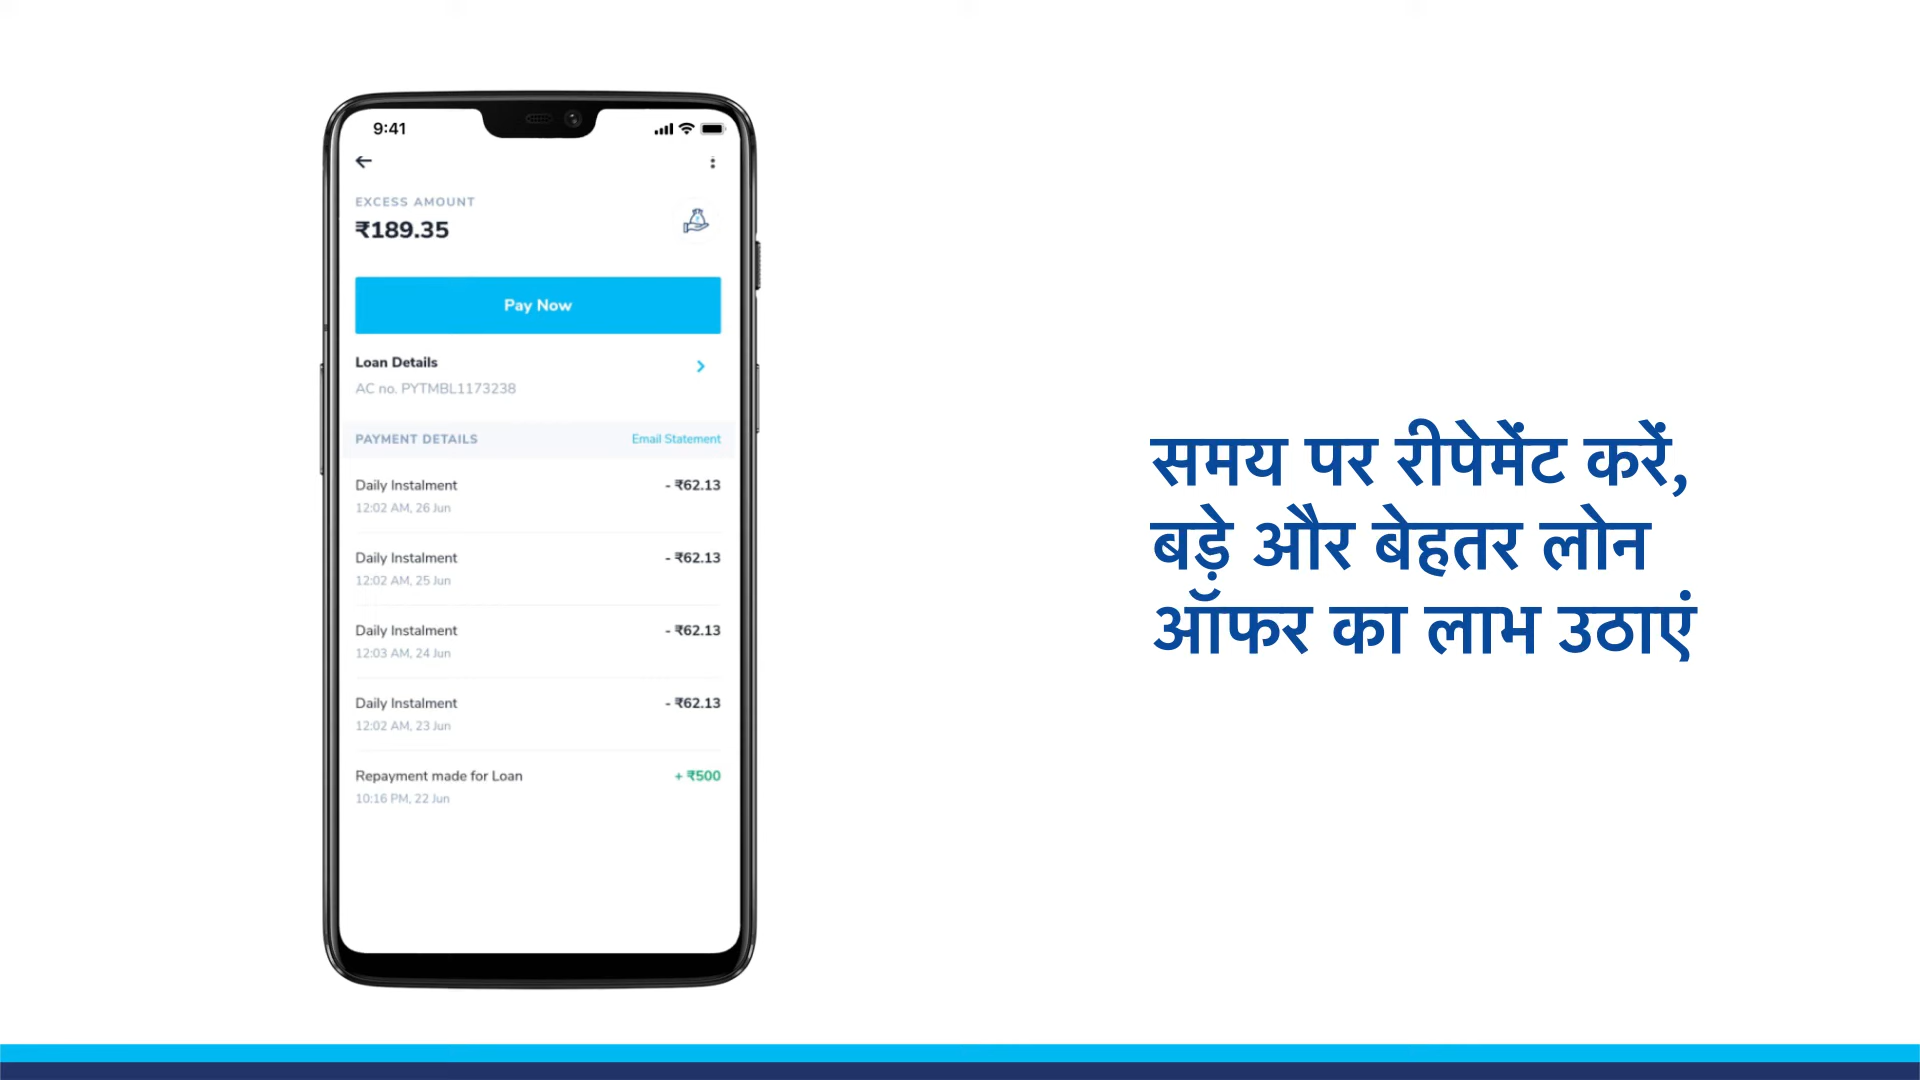 9:41
EXCESS AMOUNT
₹189.35
Pay Now
Loan Details
AC no. PYTMBL1173238
PAYMENT DETAILS Email Statement
Daily Instalment - ₹62.13
12:02 AM, 26 Jun
Daily Instalment - ₹62.13
12:02 AM, 25 Jun
Daily Instalment - ₹62.13
12:03 AM, 24 Jun
Daily Instalment - ₹62.13
12:02 AM, 23 Jun
Repayment made for Loan + ₹500
10:16 PM, 22 Jun
समय पर रीपेमेंट करें,
बड़े और बेहतर लोन
ऑफर का लाभ उठाएं